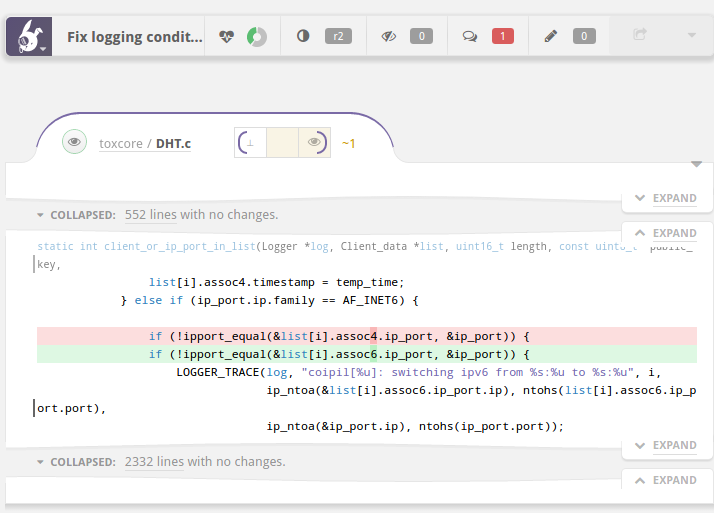 Fix logging condit... r2 0 1 0
toxcore / DHT.c ⊥ ~1
EXPAND
COLLAPSED: 552 lines with no changes.
EXPAND
static int client_or_ip_port_in_list(Logger *log, Client_data *list, uint16_t length, const uint8_t *public_
key,
list[i].assoc4.timestamp = temp_time;
} else if (ip_port.ip.family == AF_INET6) {
if (!ipport_equal(&list[i].assoc4.ip_port, &ip_port)) {
if (!ipport_equal(&list[i].assoc6.ip_port, &ip_port)) {
LOGGER_TRACE(log, "coipil[%u]: switching ipv6 from %s:%u to %s:%u", i,
ip_ntoa(&list[i].assoc6.ip_port.ip), ntohs(list[i].assoc6.ip_p
ort.port),
ip_ntoa(&ip_port.ip), ntohs(ip_port.port));
EXPAND
COLLAPSED: 2332 lines with no changes.
EXPAND